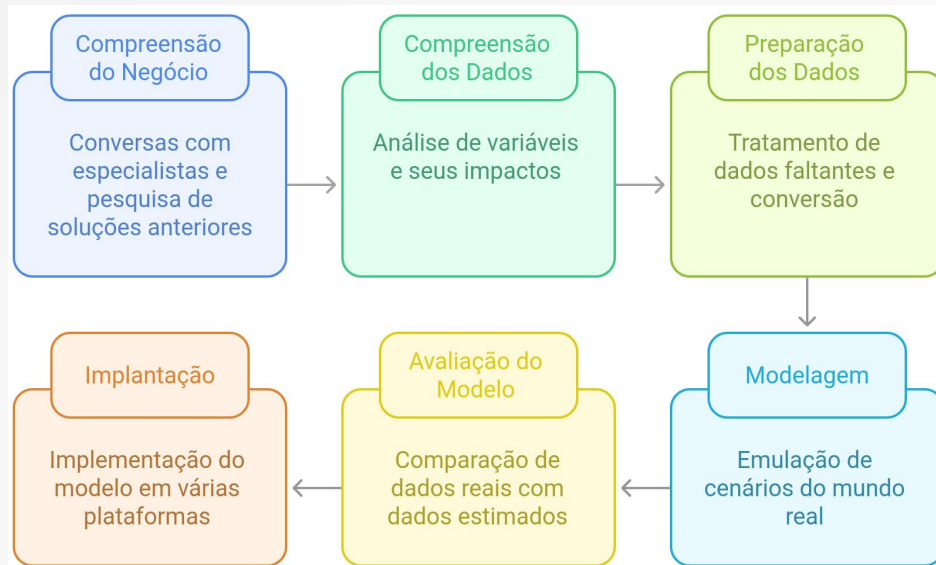 Compreensão
do Negócio
Conversas com
especialistas e
pesquisa de
soluções anteriores
Compreensão
dos Dados
Análise de variáveis
e seus impactos
Preparação
dos Dados
Tratamento de
dados faltantes e
conversão
Modelagem
Emulação de
cenários do mundo
real
Avaliação do
Modelo
Comparação de
dados reais com
dados estimados
Implantação
Implementação do
modelo em várias
plataformas